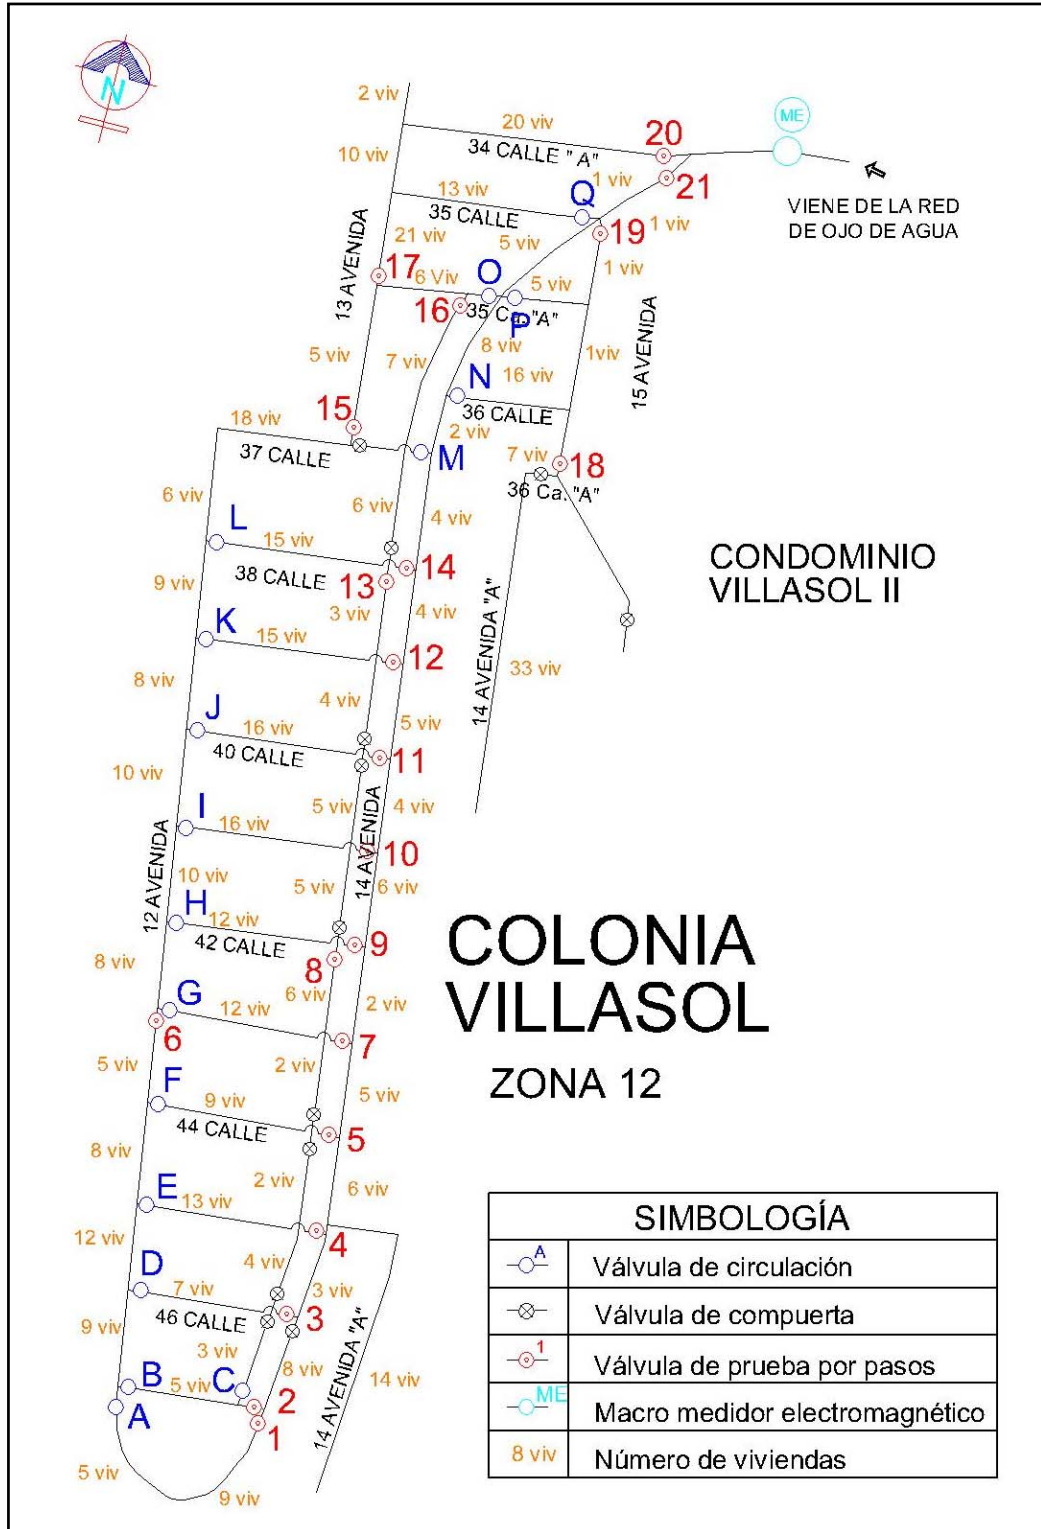 N
2 viv
20 viv
34 CALLE "A"
20
ME
10 viv
13 viv
1 viv
21
Q
35 CALLE
VIENE DE LA RED
DE OJO DE AGUA
1 viv
21 viv
5 viv
19
13 AVENIDA
17
6 Viv
O
5 viv
1 viv
16
35 Ca. "A"
P
15 AVENIDA
5 viv
7 viv
8 viv
1viv
16 viv
N
36 CALLE
15
18 viv
37 CALLE
2 viv
M
7 viv
18
36 Ca. "A"
6 viv
6 viv
4 viv
L
15 viv
38 CALLE
14
13
CONDOMINIO
VILLASOL II
9 viv
3 viv
4 viv
K
15 viv
12
14 AVENIDA "A"
33 viv
8 viv
4 viv
5 viv
J
16 viv
40 CALLE
11
10 viv
5 viv
4 viv
I
16 viv
14 AVENIDA
10
12 AVENIDA
10 viv
5 viv
6 viv
H
12 viv
42 CALLE
9
8
COLONIA
VILLASOL
ZONA 12
8 viv
6 viv
2 viv
G
12 viv
6
7
5 viv
2 viv
5 viv
F
9 viv
44 CALLE
5
8 viv
2 viv
6 viv
E
13 viv
4
12 viv
4 viv
3 viv
D
7 viv
46 CALLE
3
9 viv
3 viv
8 viv
14 AVENIDA "A"
14 viv
B
5 viv
C
A
2
1
5 viv
9 viv
SIMBOLOGÍA
A
Válvula de circulación
Válvula de compuerta
1
Válvula de prueba por pasos
ME
Macro medidor electromagnético
8 viv
Número de viviendas